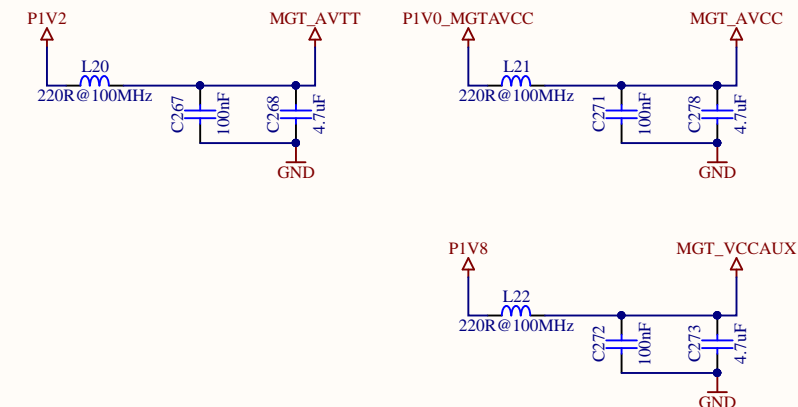 P1V2
MGT_AVTT
L20
220R@100MHz
C267
100nF
C268
4.7uF
GND
P1V0_MGTAVCC
MGT_AVCC
L21
220R@100MHz
C271
100nF
C278
4.7uF
GND
P1V8
MGT_VCCAUX
L22
220R@100MHz
C272
100nF
C273
4.7uF
GND